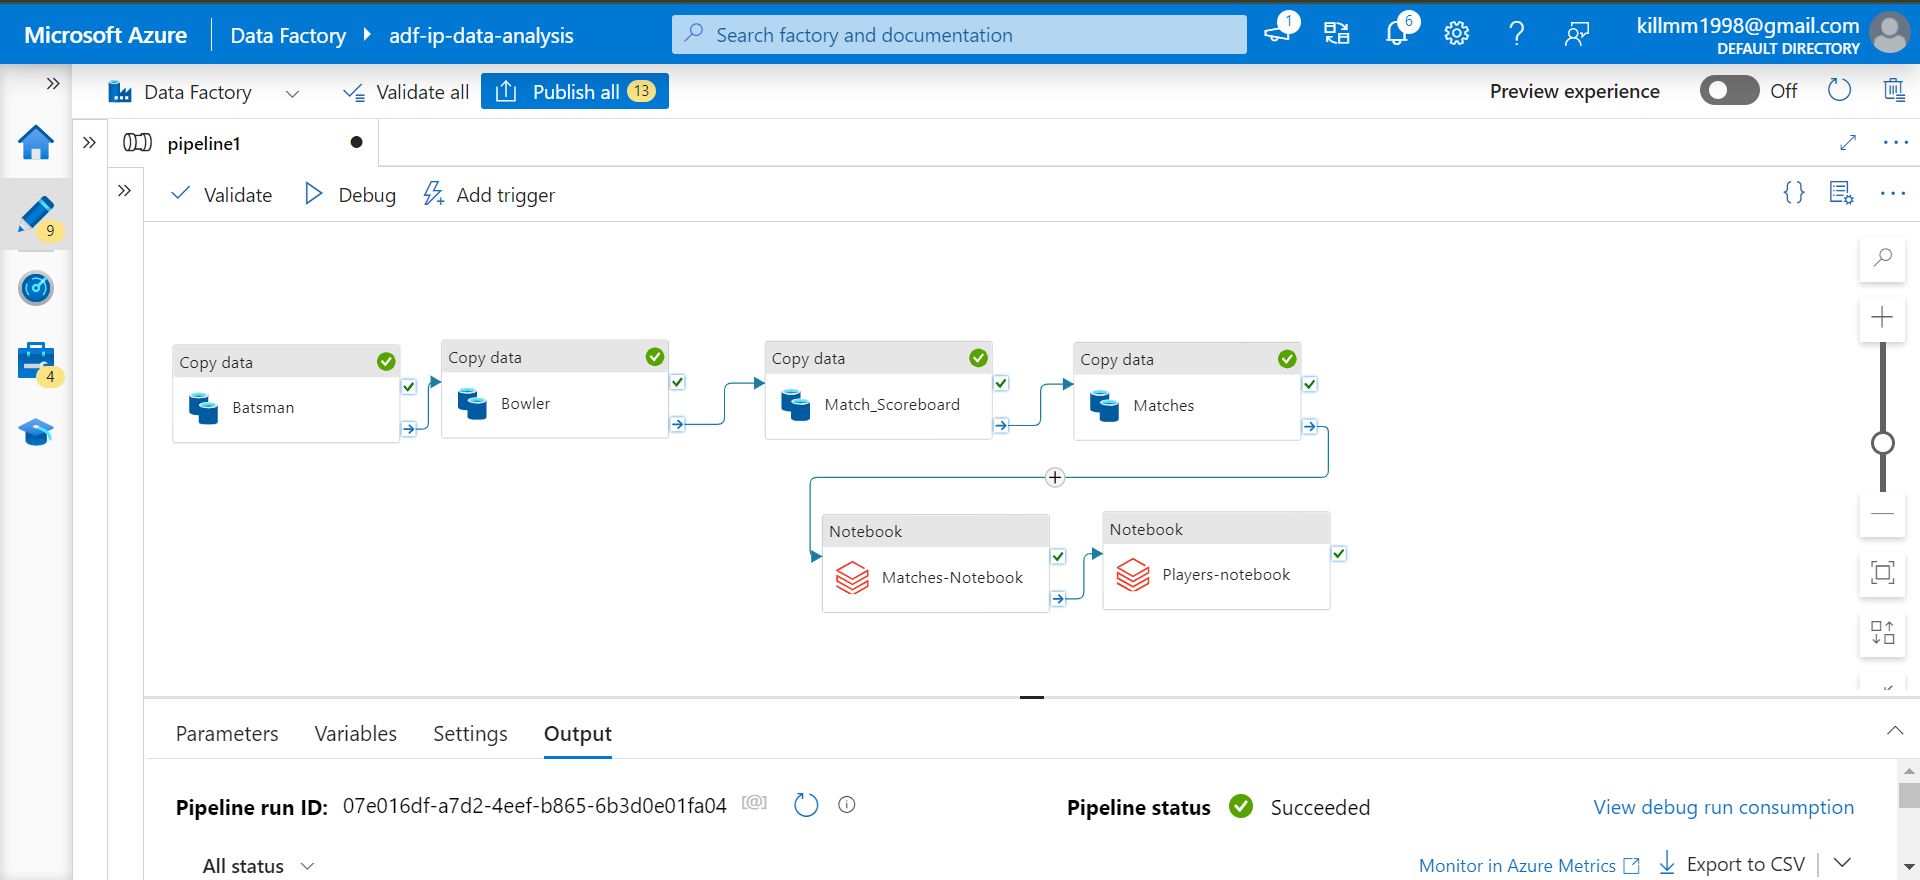 Microsoft Azure
Data Factory
adf-ip-data-analysis
Search factory and documentation
1
6
killmm1998@gmail.com
DEFAULT DIRECTORY
Data Factory
Validate all
Publish all 13
Preview experience
Off
pipeline1
Validate
Debug
Add trigger
{}
9
4
Copy data
Batsman
Copy data
Bowler
Copy data
Match_Scoreboard
Copy data
Matches
Notebook
Matches-Notebook
Notebook
Players-notebook
Parameters
Variables
Settings
Output
Pipeline run ID: 07e016df-a7d2-4eef-b865-6b3d0e01fa04 [@]
Pipeline status Succeeded
View debug run consumption
All status
Monitor in Azure Metrics
Export to CSV